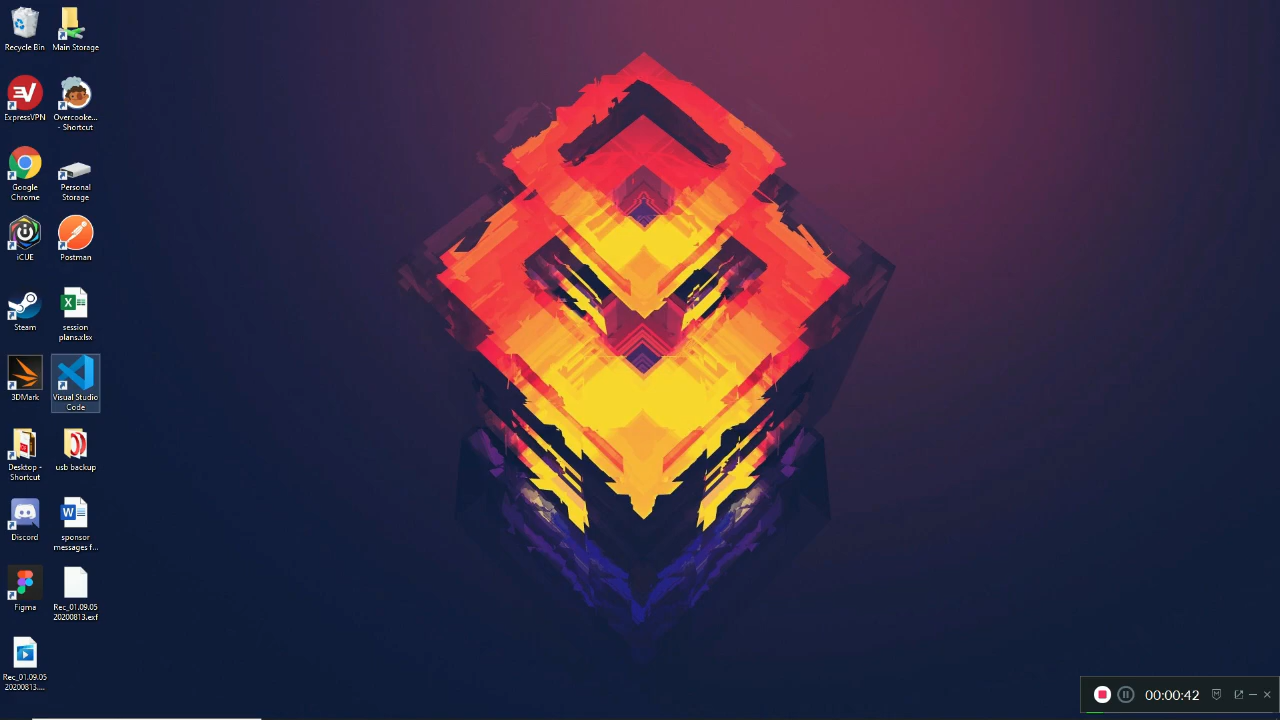 Recycle Bin
Main Storage
ExpressVPN
Overcooke...
- Shortcut
Google
Chrome
Personal
Storage
iCUE
Postman
Steam
session
plans.xlsx
3DMark
Visual Studio
Code
Desktop -
Shortcut
usb backup
Discord
sponsor
messages f...
Figma
Rec_01.09.05
20200813.exf
Rec_01.09.05
20200813....
00:00:42